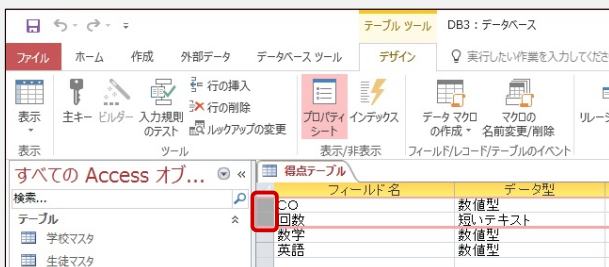 テーブル ツール DB3 : データベース
ファイル ホーム 作成 外部データ データベース ツール デザイン 実行したい作業を入力してくださ
表示 主キー ビルダー 入力規則のテスト 行の挿入 行の削除 ルックアップの変更 プロパティシート インデックス データ マクロの作成 マクロの名前変更/削除 リレーシ
表示 ツール 表示/非表示 フィールド/レコード/テーブルのイベント
すべての Access オブ... «
検索...
テーブル
学校マスタ
生徒マスタ
得点テーブル
フィールド名 データ型
CO 数値型
回数 短いテキスト
数学 数値型
英語 数値型